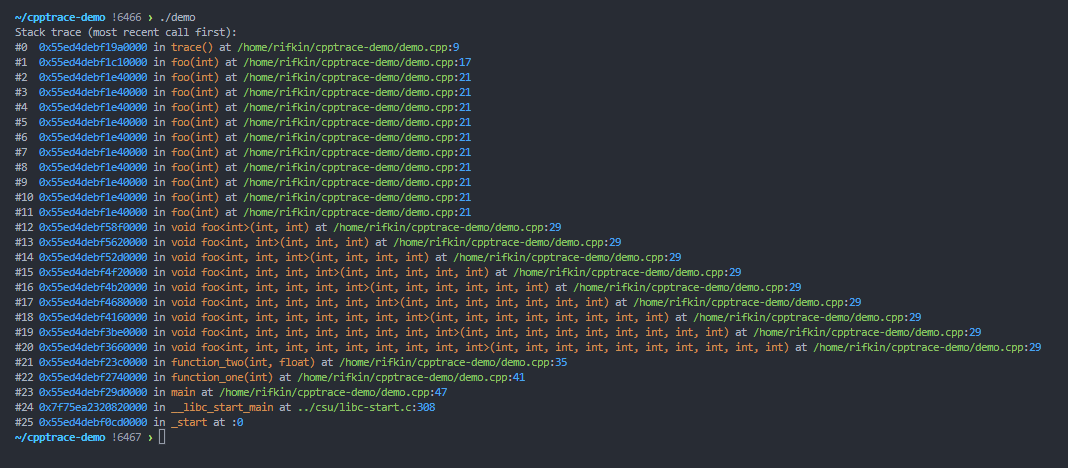 ~/cpptrace-demo !6466 › ./demo
Stack trace (most recent call first):
#0  0x55ed4debf19a0000 in trace() at /home/rifkin/cpptrace-demo/demo.cpp:9
#1  0x55ed4debf1c10000 in foo(int) at /home/rifkin/cpptrace-demo/demo.cpp:17
#2  0x55ed4debf1e40000 in foo(int) at /home/rifkin/cpptrace-demo/demo.cpp:21
#3  0x55ed4debf1e40000 in foo(int) at /home/rifkin/cpptrace-demo/demo.cpp:21
#4  0x55ed4debf1e40000 in foo(int) at /home/rifkin/cpptrace-demo/demo.cpp:21
#5  0x55ed4debf1e40000 in foo(int) at /home/rifkin/cpptrace-demo/demo.cpp:21
#6  0x55ed4debf1e40000 in foo(int) at /home/rifkin/cpptrace-demo/demo.cpp:21
#7  0x55ed4debf1e40000 in foo(int) at /home/rifkin/cpptrace-demo/demo.cpp:21
#8  0x55ed4debf1e40000 in foo(int) at /home/rifkin/cpptrace-demo/demo.cpp:21
#9  0x55ed4debf1e40000 in foo(int) at /home/rifkin/cpptrace-demo/demo.cpp:21
#10 0x55ed4debf1e40000 in foo(int) at /home/rifkin/cpptrace-demo/demo.cpp:21
#11 0x55ed4debf1e40000 in foo(int) at /home/rifkin/cpptrace-demo/demo.cpp:21
#12 0x55ed4debf58f0000 in void foo<int>(int, int) at /home/rifkin/cpptrace-demo/demo.cpp:29
#13 0x55ed4debf5620000 in void foo<int, int>(int, int, int) at /home/rifkin/cpptrace-demo/demo.cpp:29
#14 0x55ed4debf52d0000 in void foo<int, int, int>(int, int, int, int) at /home/rifkin/cpptrace-demo/demo.cpp:29
#15 0x55ed4debf4f20000 in void foo<int, int, int, int>(int, int, int, int, int) at /home/rifkin/cpptrace-demo/demo.cpp:29
#16 0x55ed4debf4b20000 in void foo<int, int, int, int, int>(int, int, int, int, int, int) at /home/rifkin/cpptrace-demo/demo.cpp:29
#17 0x55ed4debf4680000 in void foo<int, int, int, int, int, int>(int, int, int, int, int, int, int) at /home/rifkin/cpptrace-demo/demo.cpp:29
#18 0x55ed4debf4160000 in void foo<int, int, int, int, int, int, int>(int, int, int, int, int, int, int, int) at /home/rifkin/cpptrace-demo/demo.cpp:29
#19 0x55ed4debf3be0000 in void foo<int, int, int, int, int, int, int, int>(int, int, int, int, int, int, int, int, int) at /home/rifkin/cpptrace-demo/demo.cpp:29
#20 0x55ed4debf3660000 in void foo<int, int, int, int, int, int, int, int, int>(int, int, int, int, int, int, int, int, int, int) at /home/rifkin/cpptrace-demo/demo.cpp:29
#21 0x55ed4debf23c0000 in function_two(int, float) at /home/rifkin/cpptrace-demo/demo.cpp:35
#22 0x55ed4debf2740000 in function_one(int) at /home/rifkin/cpptrace-demo/demo.cpp:41
#23 0x55ed4debf29d0000 in main at /home/rifkin/cpptrace-demo/demo.cpp:47
#24 0x7f75ea2320820000 in __libc_start_main at ../csu/libc-start.c:308
#25 0x55ed4debf0cd0000 in _start at :0
~/cpptrace-demo !6467 ›